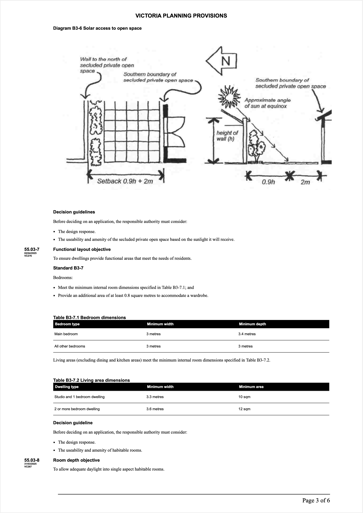 VICTORIA PLANNING PROVISIONS
Diagram B3-6 Solar access to open space
Wall to the north of
secluded private open
space
Southern boundary of
secluded private open space
N
Southern boundary of
secluded private open
space
Approximate angle
of sun at equinox
height of
wall (h)
Setback 0.9h + 2m
0.9h
2m
Decision guidelines
Before deciding on an application, the responsible authority must consider:
• The design response.
• The usability and amenity of the secluded private open space based on the sunlight it will receive.
55.03-7
Functional layout objective
To ensure dwellings provide functional areas that meet the needs of residents.
Standard B3-7
Bedrooms:
• Meet the minimum internal room dimensions specified in Table B3-7.1; and
• Provide an additional area of at least 0.8 square metres to accommodate a wardrobe.
Table B3-7.1 Bedroom dimensions
Bedroom type Minimum width Minimum depth
Main bedroom 3 metres 3.4 metres
All other bedrooms 3 metres 3 metres
Living areas (excluding dining and kitchen areas) meet the minimum internal room dimensions specified in Table B3-7.2.
Table B3-7.2 Living area dimensions
Dwelling type Minimum width Minimum area
Studio and 1 bedroom dwelling 3.3 metres 10 sqm
2 or more bedroom dwelling 3.6 metres 12 sqm
Decision guideline
Before deciding on an application, the responsible authority must consider:
• The design response.
• The useability and amenity of habitable rooms.
55.03-8
Room depth objective
To allow adequate daylight into single aspect habitable rooms.
Page 3 of 6